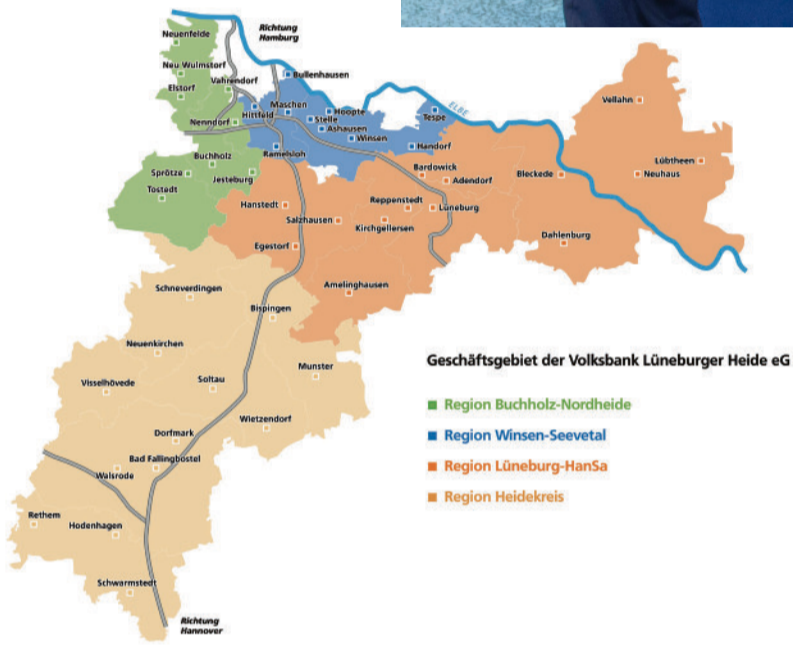 Richtung
Hamburg
Neuenfelde
Neu Wulmstorf
Vahrendorf
Elstorf
Bullenhausen
Maschen
Hittfeld
Hoopte
Stelle
Ashausen
Winsen
Tespe
ELBE
Nenndorf
Ramelsloh
Handorf
Vellahn
Buchholz
Sprötze
Jesteburg
Tostedt
Bardowick
Adendorf
Bleckede
Lübtheen
Neuhaus
Hanstedt
Salzhausen
Reppenstedt
Lüneburg
Kirchgellersen
Egestorf
Dahlenburg
Amelinghausen
Schneverdingen
Bispingen
Neuenkirchen
Munster
Visselhövede
Soltau
Wietzendorf
Dorfmark
Bad Fallingbostel
Walsrode
Rethem
Hodenhagen
Schwarmstedt
Richtung
Hannover
Geschäftsgebiet der Volksbank Lüneburger Heide eG
Region Buchholz-Nordheide
Region Winsen-Seevetal
Region Lüneburg-HanSa
Region Heidekreis